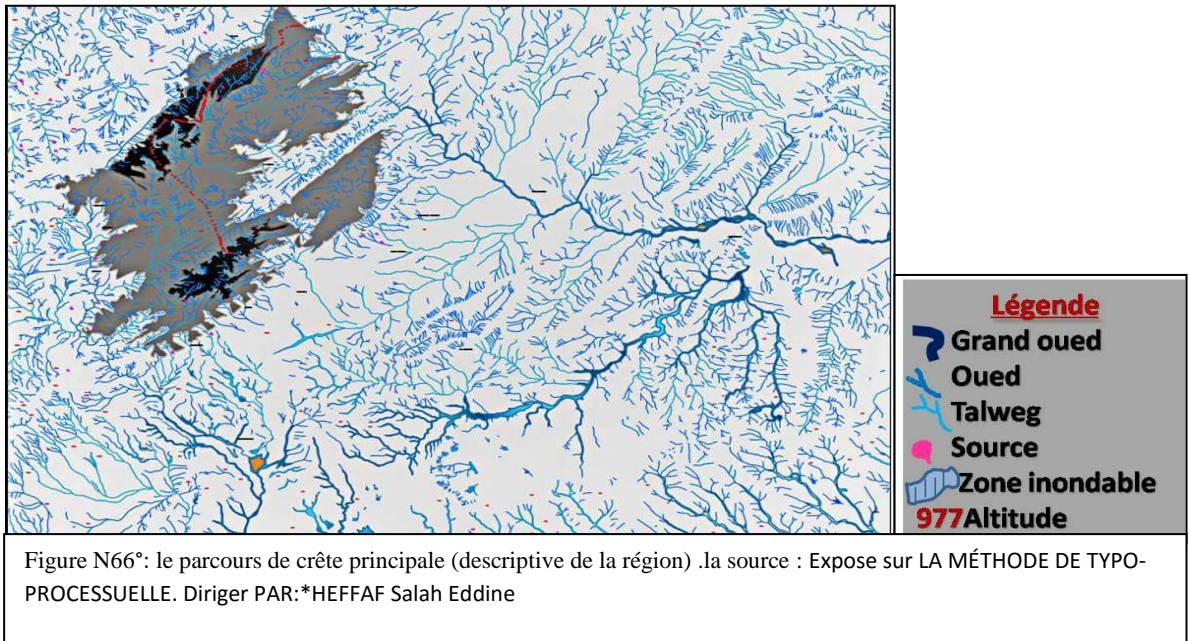 Légende
Grand oued
Oued
Talweg
Source
Zone inondable
977Altitude
Figure N66°: le parcours de crête principale (descriptive de la région) .la source : Expose sur LA MÉTHODE DE TYPO-
PROCESSUELLE. Diriger PAR:*HEFFAF Salah Eddine